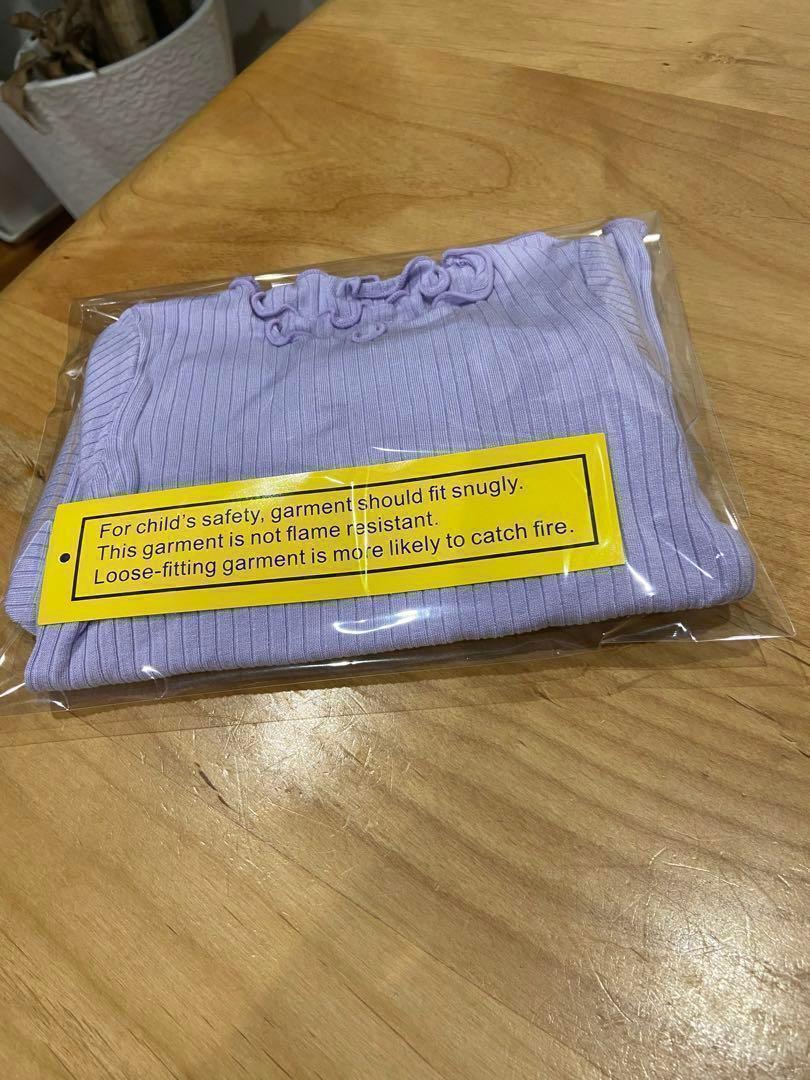 For child's safety, garment should fit snugly.
This garment is not flame resistant.
Loose-fitting garment is more likely to catch fire.